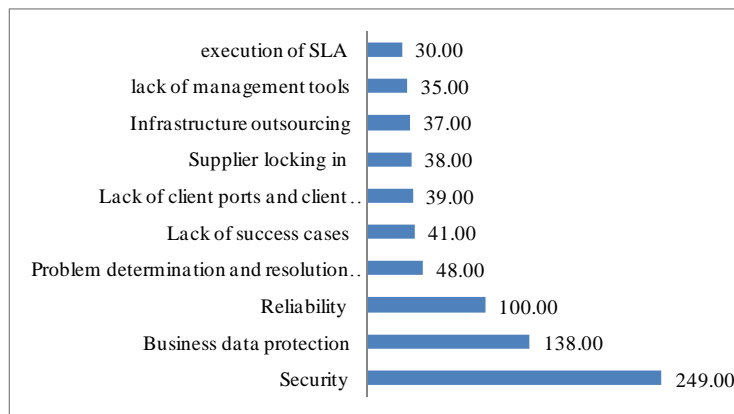 execution of SLA 30.00
lack of management tools 35.00
Infrastructure outsourcing 37.00
Supplier locking in 38.00
Lack of client ports and client .. 39.00
Lack of success cases 41.00
Problem determination and resolution.. 48.00
Reliability 100.00
Business data protection 138.00
Security 249.00